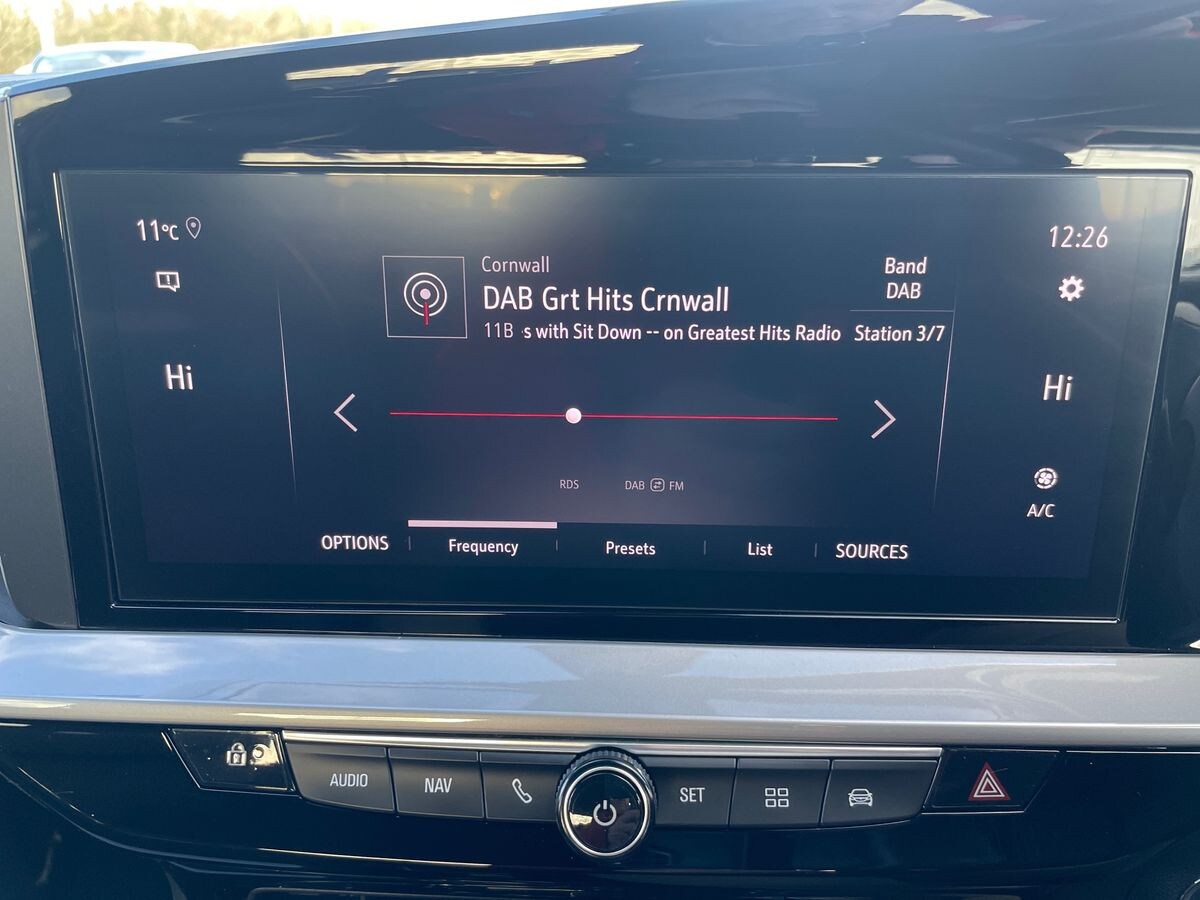 11°C
12:26
Cornwall
DAB Grt Hits Crnwall
11B s with Sit Down -- on Greatest Hits Radio
Band
DAB
Station 3/7
Hi
Hi
RDS
DAB FM
A/C
OPTIONS
Frequency
Presets
List
SOURCES
AUDIO
NAV
SET